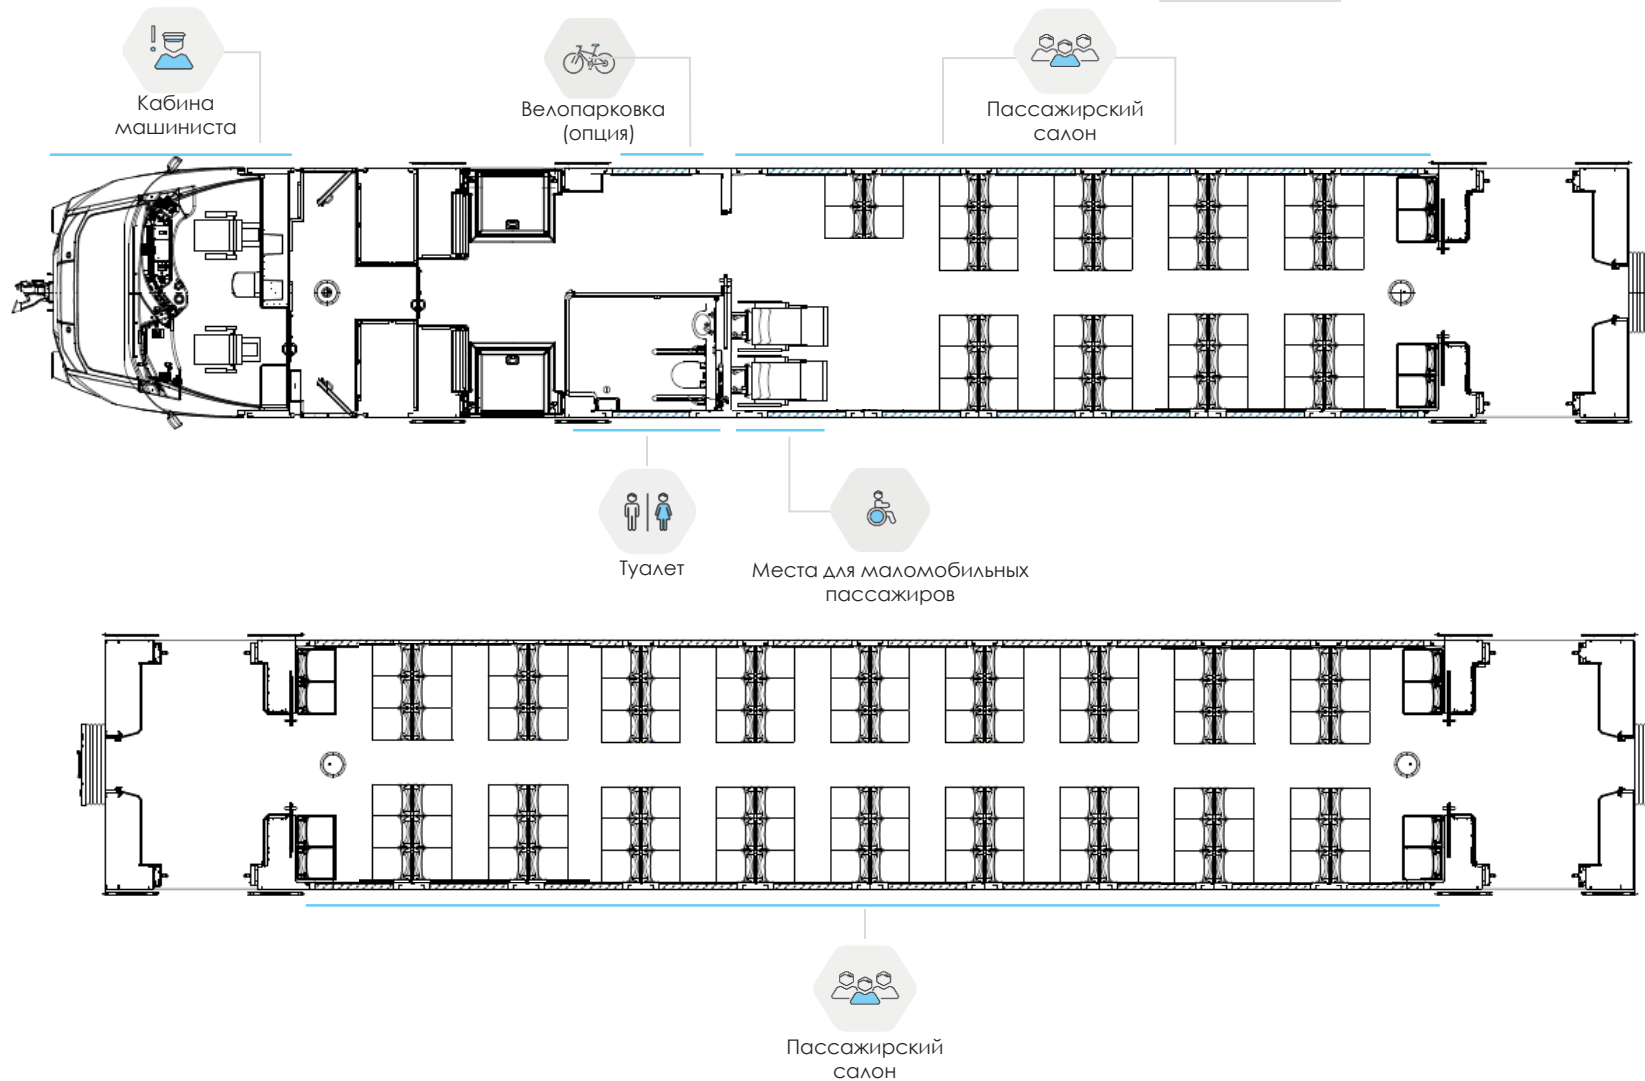 Кабина
машиниста
Велопарковка
(опция)
Пассажирский
салон
Туалет
Места для маломобильных
пассажиров
Пассажирский
салон